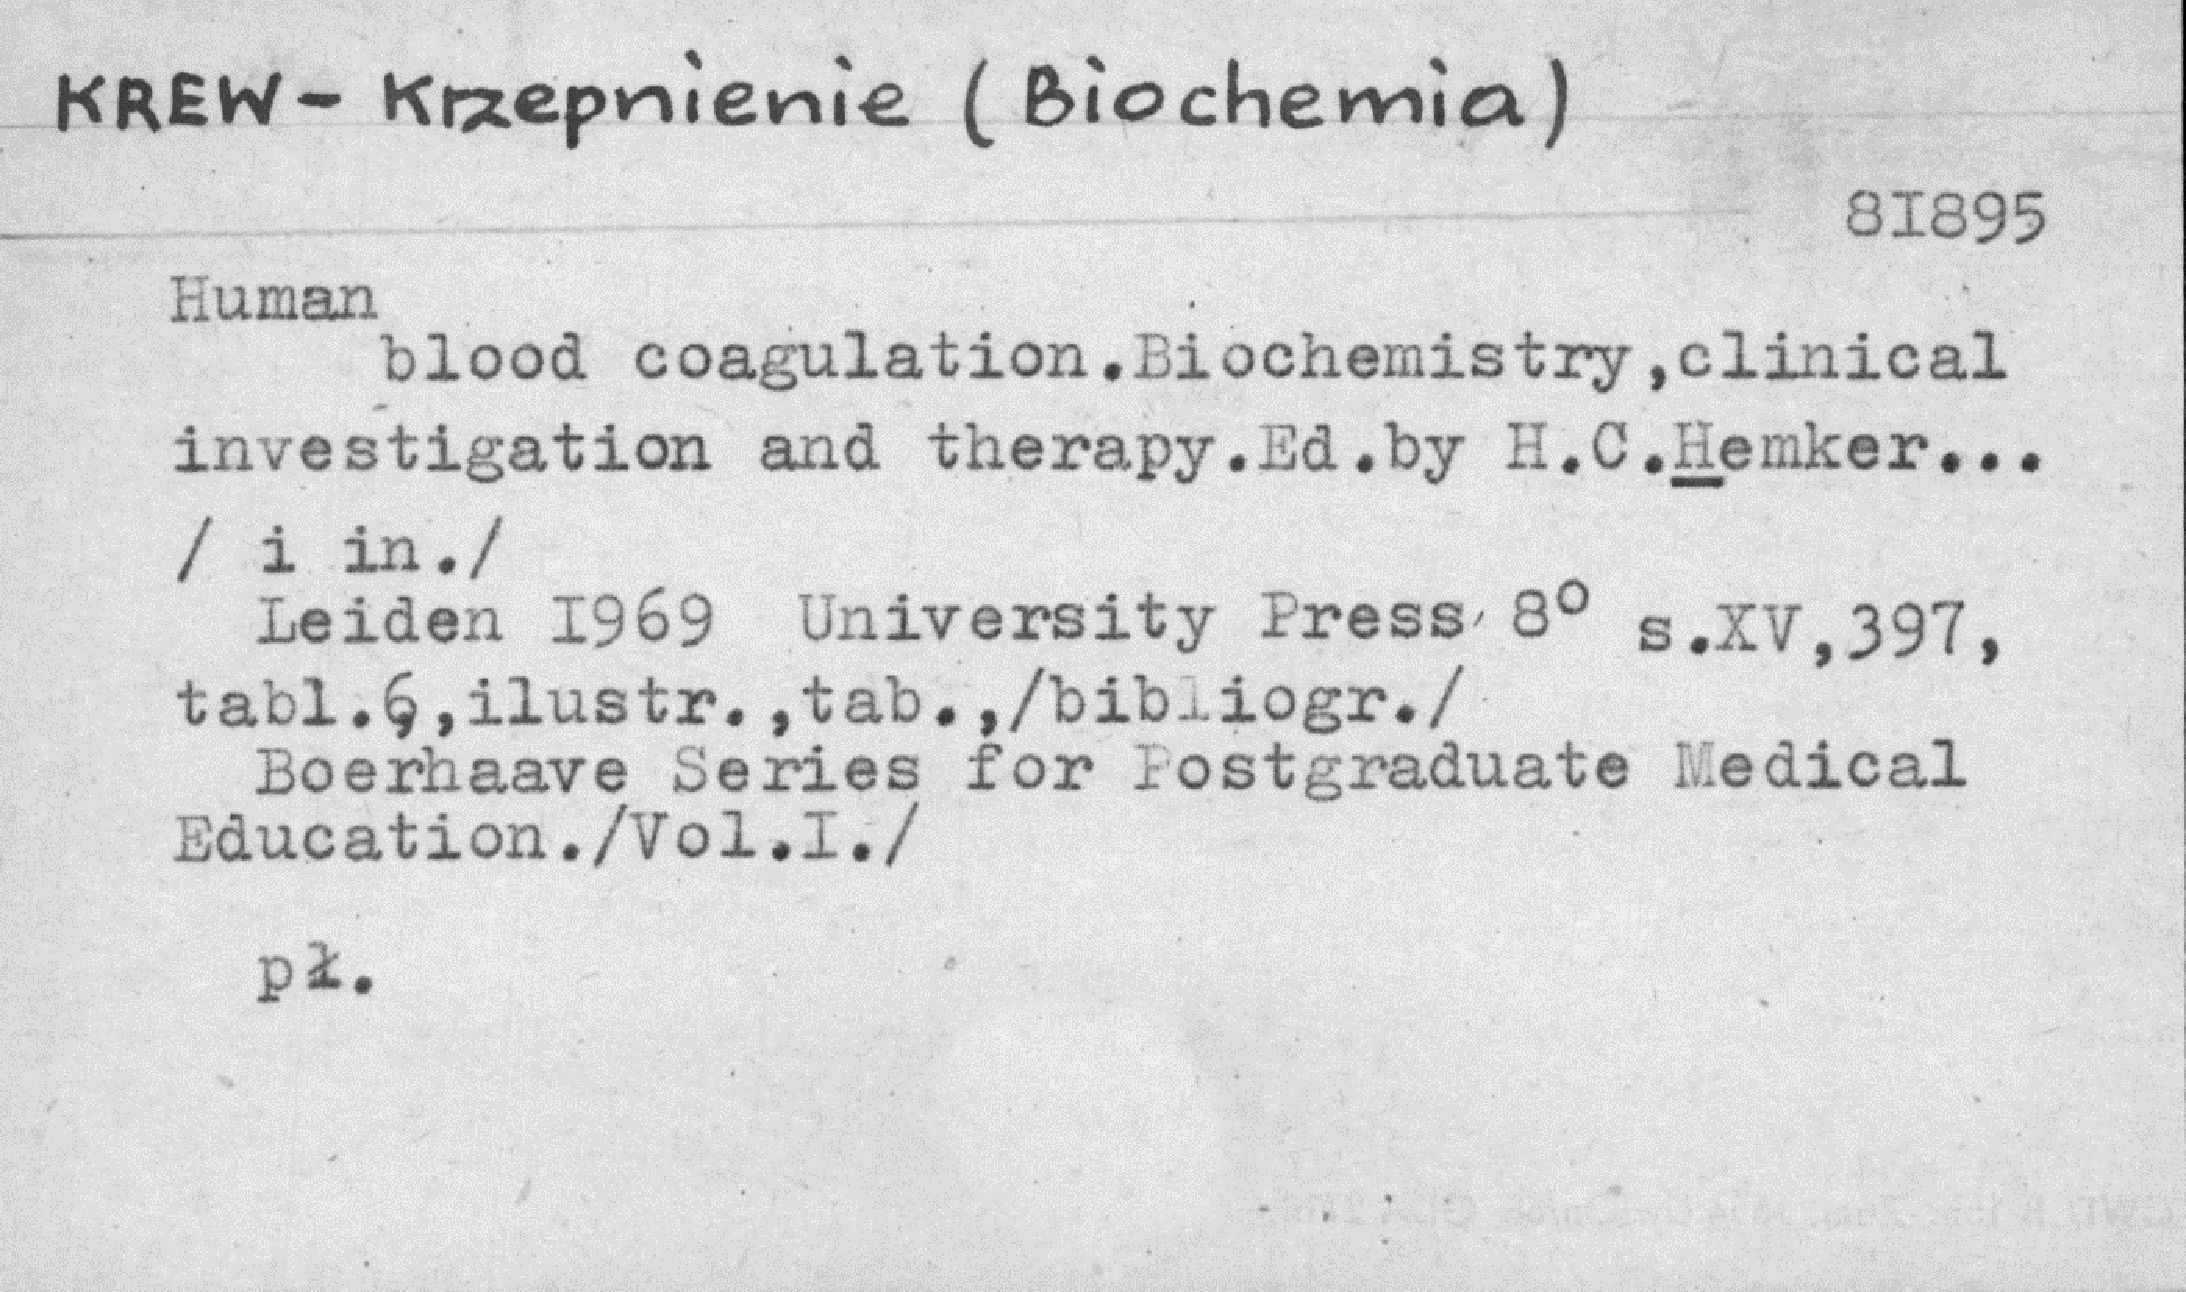 KREW - Krzepnienie (Biochemia)
8I895
Human
blood coagulation.Biochemistry,clinical
investigation and therapy.Ed.by H.C.Hemker...
/ i in./
Leiden I969 University Press, 8° s.XV,397,
tabl.6,ilustr.,tab.,/bibliogr./
Boerhaave Series for Postgraduate Medical
Education./Vol.I./
pł.